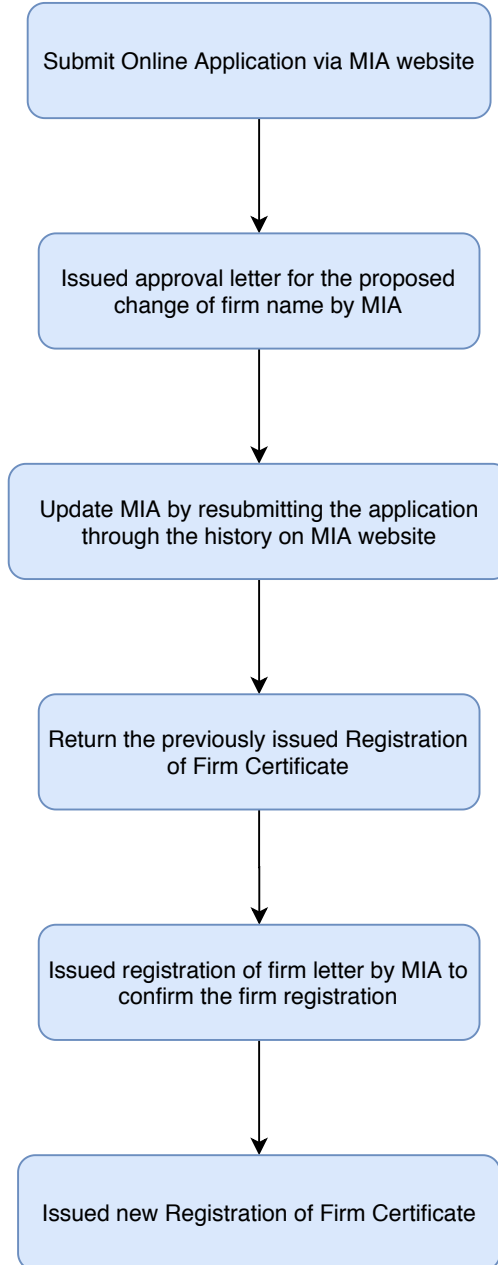 Submit Online Application via MIA website
Issued approval letter for the proposed
change of firm name by MIA
Update MIA by resubmitting the application
through the history on MIA website
Return the previously issued Registration
of Firm Certificate
Issued registration of firm letter by MIA to
confirm the firm registration
Issued new Registration of Firm Certificate